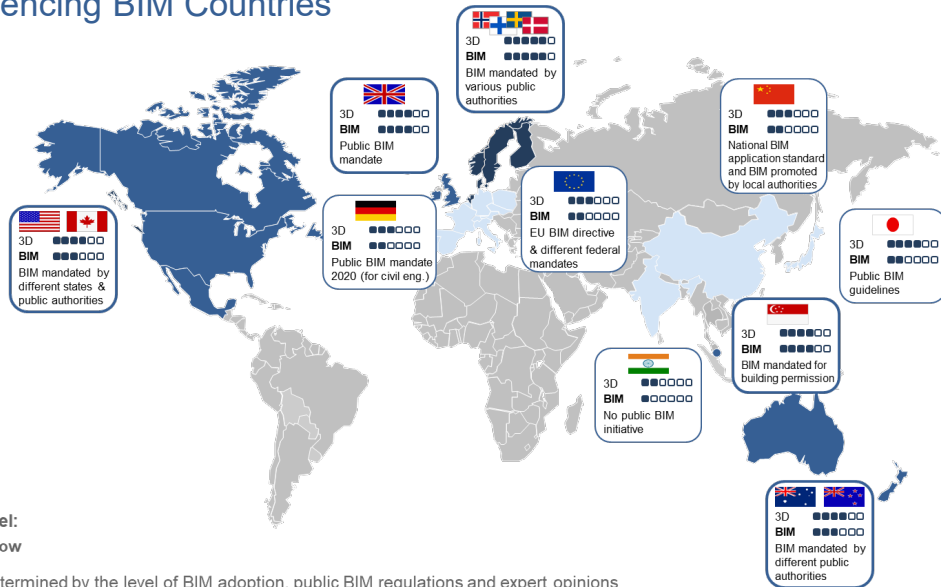 encing BIM Countries
3D
BIM
BIM mandated by
various public
authorities
3D
BIM
Public BIM
mandate
3D
BIM
National BIM
application standard
and BIM promoted
by local authorities
3D
BIM
EU BIM directive
& different federal
mandates
3D
BIM
Public BIM mandate
2020 (for civil eng.)
3D
BIM
BIM mandated by
different states &
public authorities
3D
BIM
Public BIM
guidelines
3D
BIM
BIM mandated for
building permission
3D
BIM
No public BIM
initiative
3D
BIM
BIM mandated by
different public
authorities
el:
ow
termined by the level of BIM adoption, public BIM regulations and expert opinions